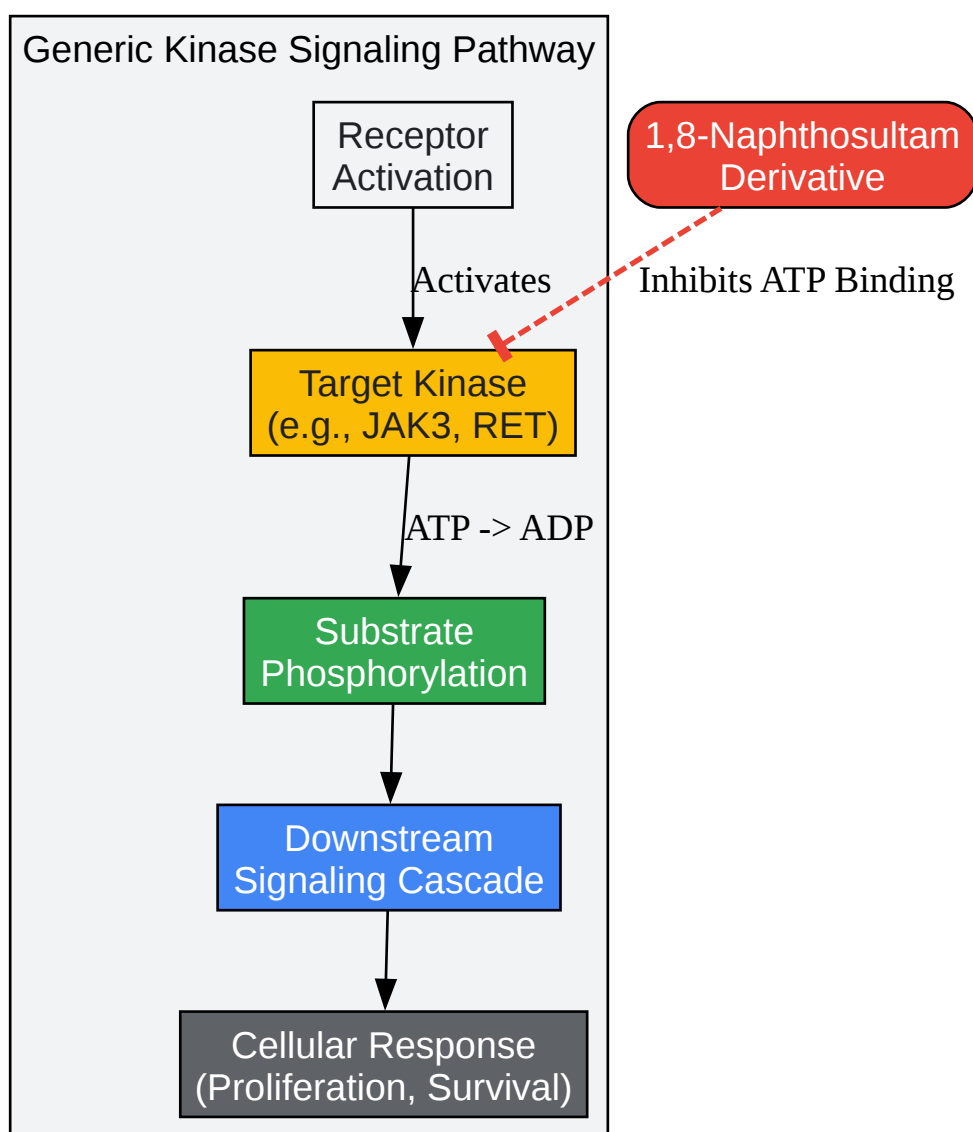 Generic Kinase Signaling Pathway
Receptor
Activation
1,8-Naphthosultam
Derivative
Activates
Inhibits ATP Binding
Target Kinase
(e.g., JAK3, RET)
ATP -> ADP
Substrate
Phosphorylation
Downstream
Signaling Cascade
Cellular Response
(Proliferation, Survival)